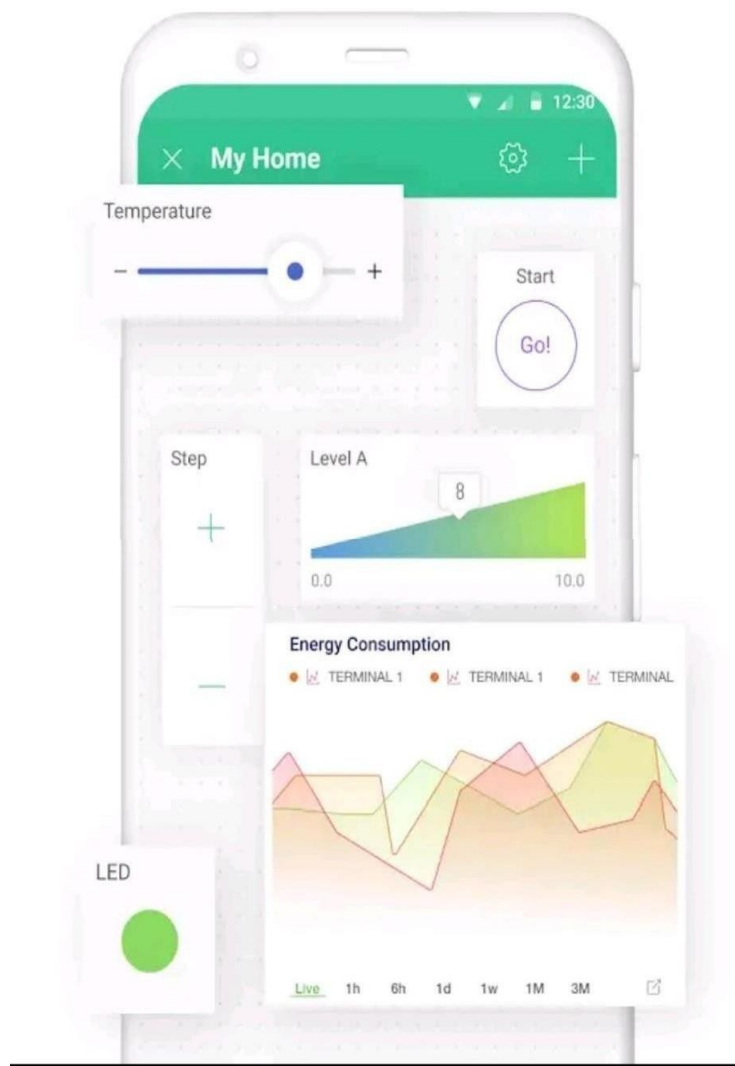 12:30
My Home
Temperature
− +
Start
Go!
Step
+
−
Level A
8
0.0 10.0
Energy Consumption
TERMINAL 1 TERMINAL 1 TERMINAL
LED
Live 1h 6h 1d 1w 1M 3M